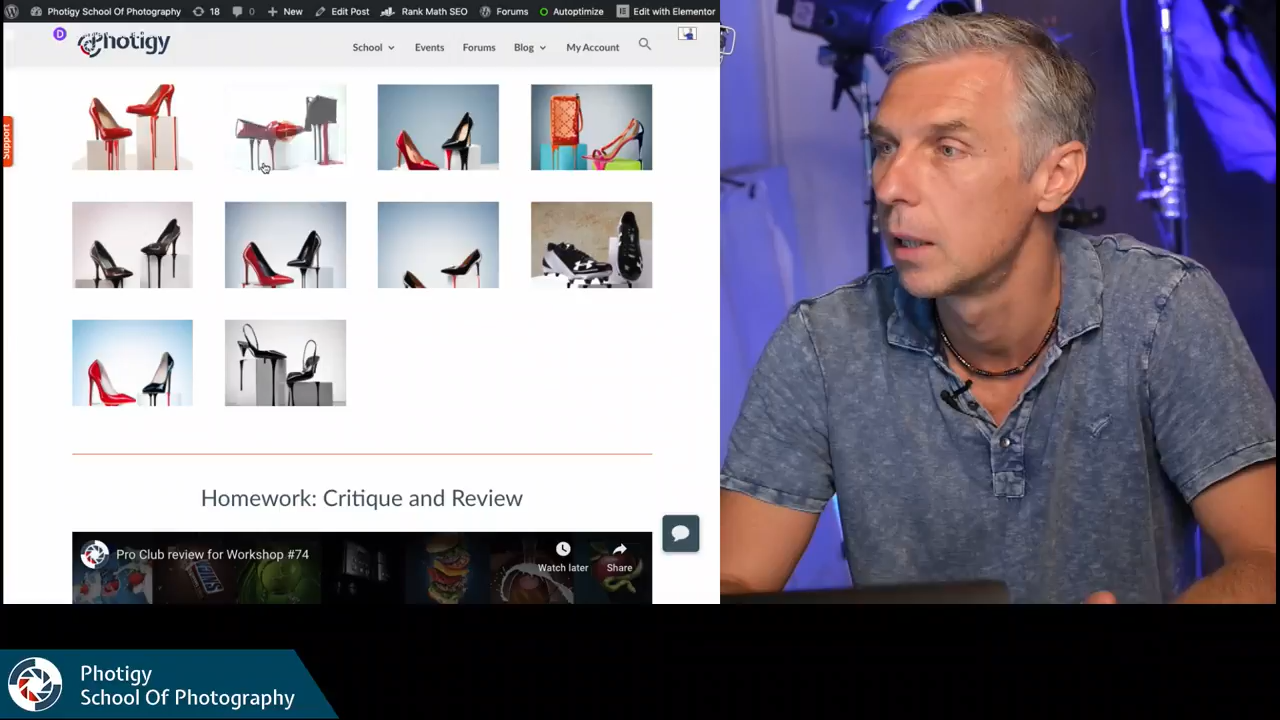 Photigy School Of Photography 18 0 New Edit Post Rank Math SEO Forums Autoptimize Edit with Elementor
D
Photigy School Events Forums Blog My Account
Support
Homework: Critique and Review
Pro Club review for Workshop #74
Watch later Share
Photigy
School Of Photography